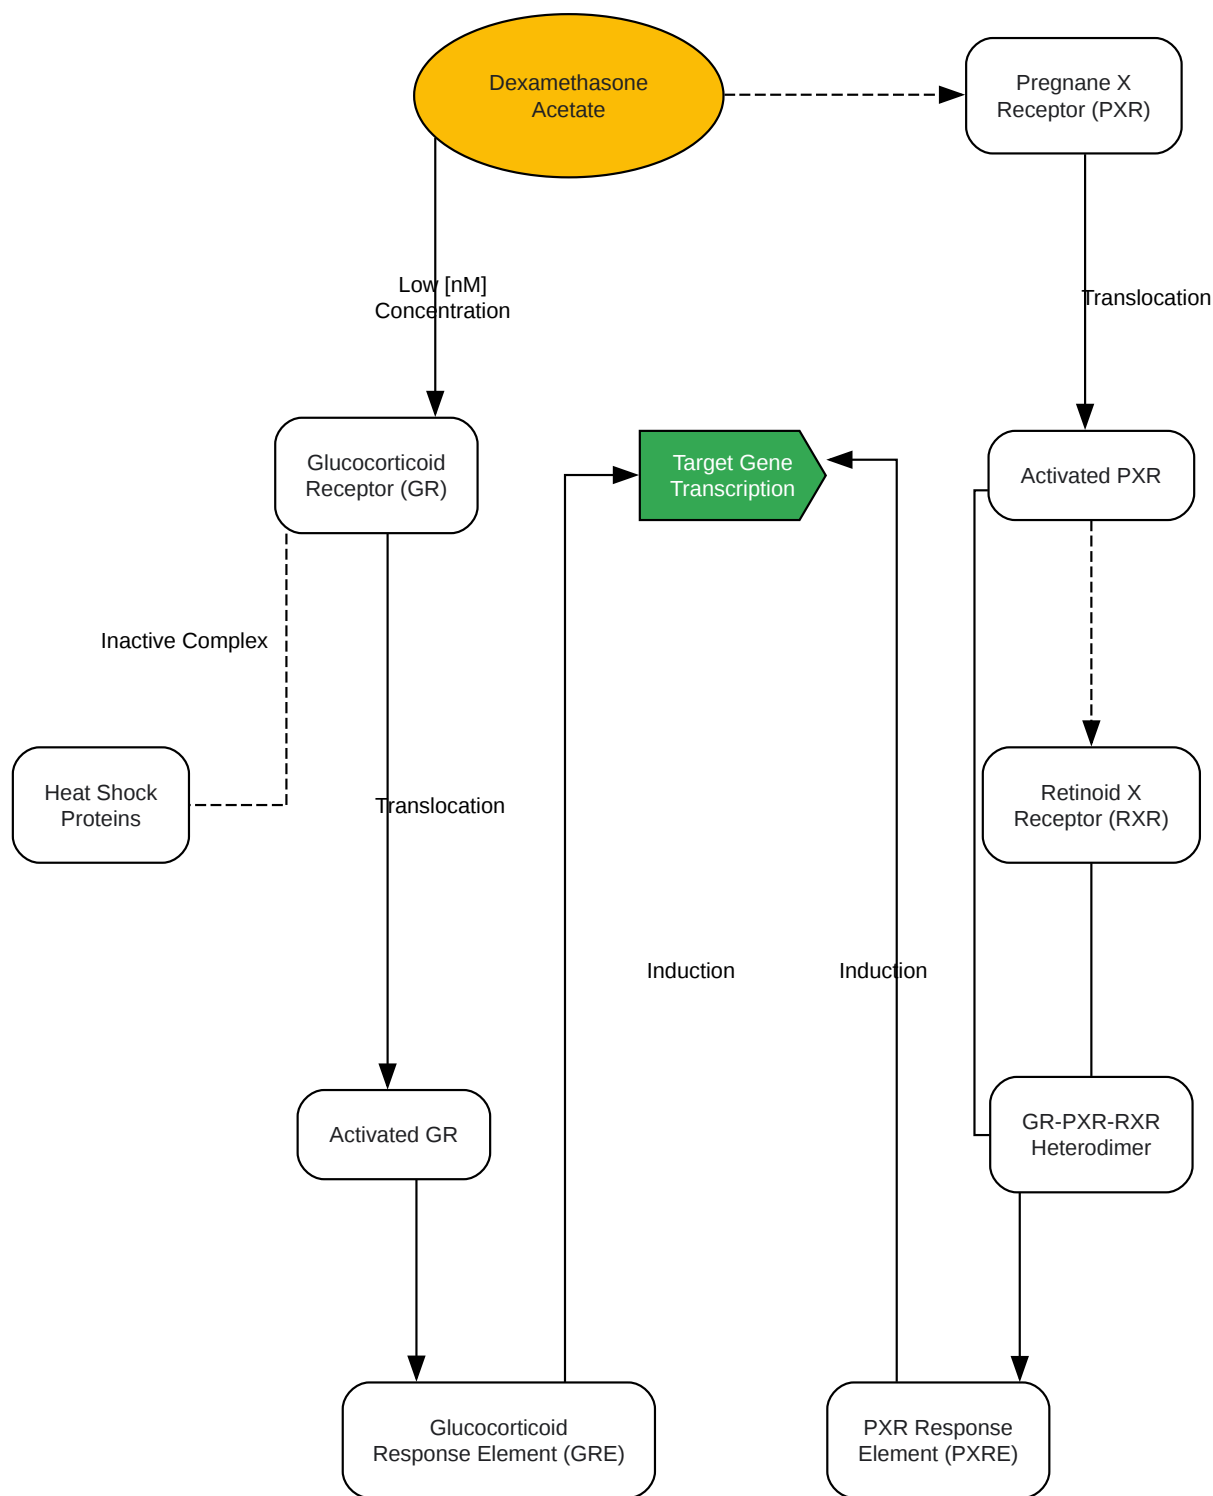 Dexamethasone
Acetate
Pregnane X
Receptor (PXR)
Low [nM]
Concentration
Translocation
Glucocorticoid
Receptor (GR)
Target Gene
Transcription
Activated PXR
Inactive Complex
Heat Shock
Proteins
Translocation
Retinoid X
Receptor (RXR)
Induction
Induction
Activated GR
GR-PXR-RXR
Heterodimer
Glucocorticoid
Response Element (GRE)
PXR Response
Element (PXRE)